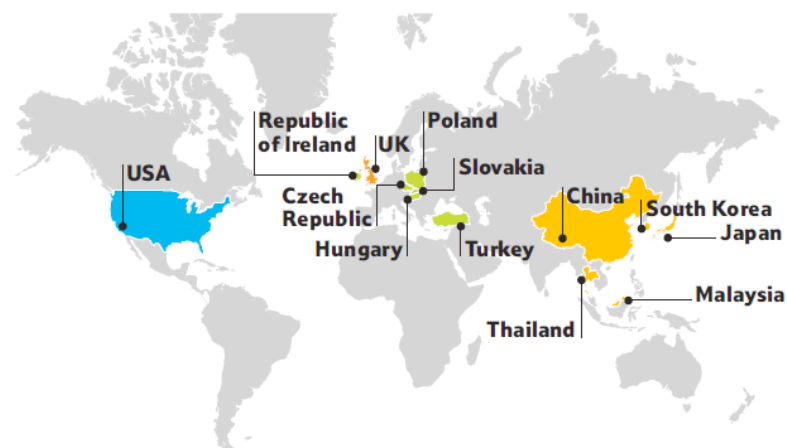 Republic
of Ireland
UK
Poland
USA
Slovakia
Czech
Republic
China
South Korea
Japan
Hungary
Turkey
Malaysia
Thailand